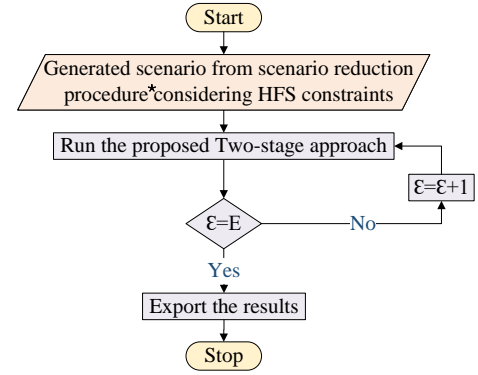 Start
Generated scenario from scenario reduction
procedure*considering HFS constraints
Run the proposed Two-stage approach
Ɛ=Ɛ+1
Ɛ=E
No
Yes
Export the results
Stop